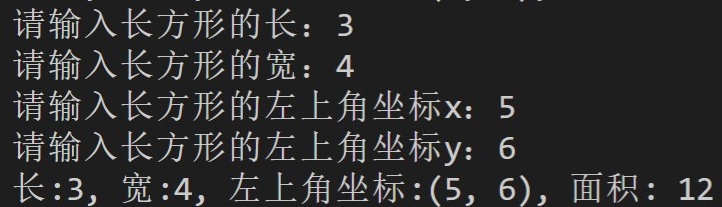 请输入长方形的长：3
请输入长方形的宽：4
请输入长方形的左上角坐标x：5
请输入长方形的左上角坐标y：6
长:3, 宽:4, 左上角坐标:(5, 6), 面积: 12